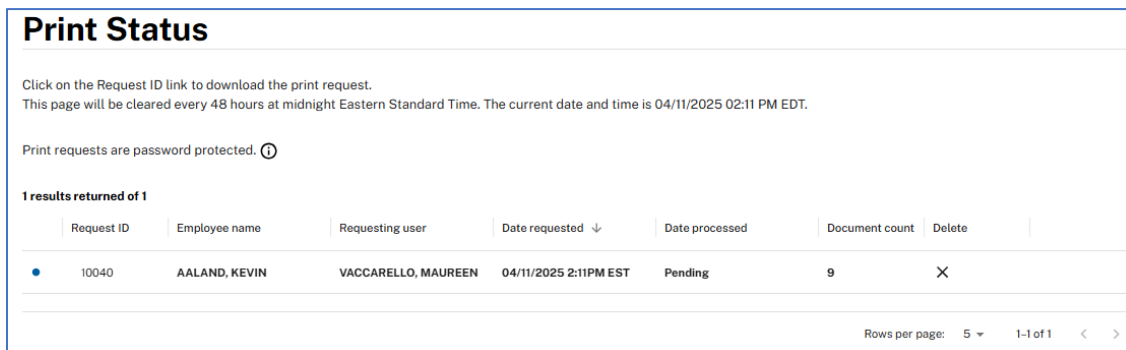 Print Status
Click on the Request ID link to download the print request.
This page will be cleared every 48 hours at midnight Eastern Standard Time. The current date and time is 04/11/2025 02:11 PM EDT.
Print requests are password protected.
1 results returned of 1
Request ID Employee name Requesting user Date requested Date processed Document count Delete
10040 AALAND, KEVIN VACCARELLO, MAUREEN 04/11/2025 2:11PM EST Pending 9
Rows per page: 5 1-1 of 1